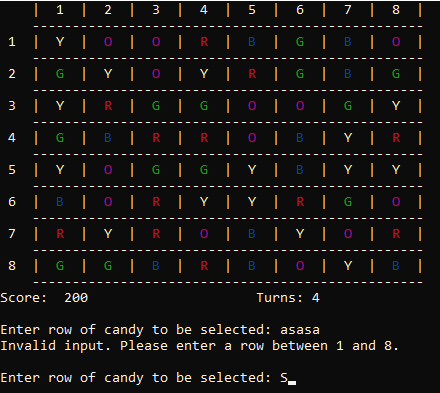 | 1 | 2 | 3 | 4 | 5 | 6 | 7 | 8 |
1 | Y | O | O | R | B | G | B | O |
2 | G | Y | O | Y | R | G | B | G |
3 | Y | R | G | G | O | O | G | Y |
4 | G | B | R | R | O | B | Y | R |
5 | Y | O | G | G | Y | B | Y | Y |
6 | B | O | R | Y | Y | R | G | O |
7 | R | Y | R | O | B | Y | O | R |
8 | G | G | B | R | B | O | Y | B |
Score: 200 Turns: 4
Enter row of candy to be selected: asasa
Invalid input. Please enter a row between 1 and 8.
Enter row of candy to be selected: S